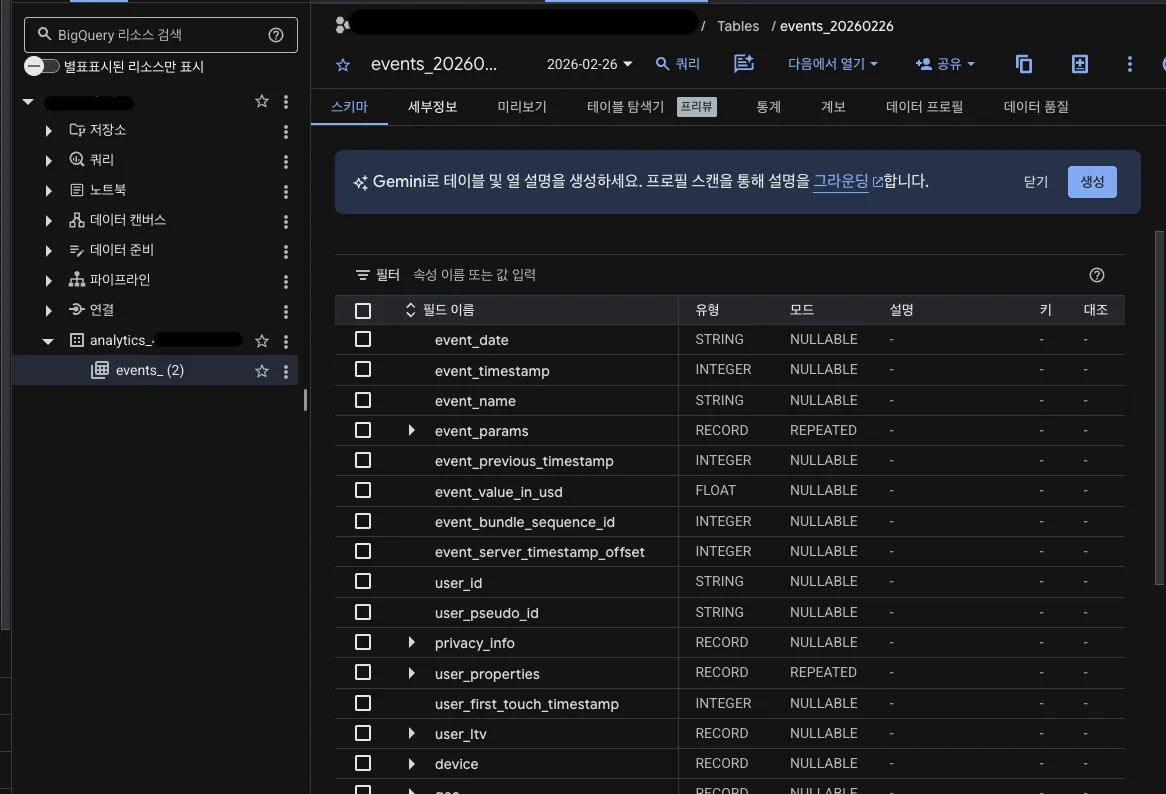 BigQuery 리소스 검색
별표표시된 리소스만 표시
저장소
쿼리
노트북
데이터 캔버스
데이터 준비
파이프라인
연결
analytics_
events_ (2)
/ Tables / events_20260226
events_20260... 2026-02-26 쿼리 다음에서 열기 공유
스키마 세부정보 미리보기 테이블 탐색기 프리뷰 통계 계보 데이터 프로필 데이터 품질
Gemini로 테이블 및 열 설명을 생성하세요. 프로필 스캔을 통해 설명을 그라운딩 합니다. 닫기 생성
필터 속성 이름 또는 값 입력
필드 이름 유형 모드 설명 키 대조
event_date STRING NULLABLE - - -
event_timestamp INTEGER NULLABLE - - -
event_name STRING NULLABLE - - -
event_params RECORD REPEATED - - -
event_previous_timestamp INTEGER NULLABLE - - -
event_value_in_usd FLOAT NULLABLE - - -
event_bundle_sequence_id INTEGER NULLABLE - - -
event_server_timestamp_offset INTEGER NULLABLE - - -
user_id STRING NULLABLE - - -
user_pseudo_id STRING NULLABLE - - -
privacy_info RECORD NULLABLE - - -
user_properties RECORD REPEATED - - -
user_first_touch_timestamp INTEGER NULLABLE - - -
user_ltv RECORD NULLABLE - - -
device RECORD NULLABLE - - -
geo RECORD NULLABLE - - -